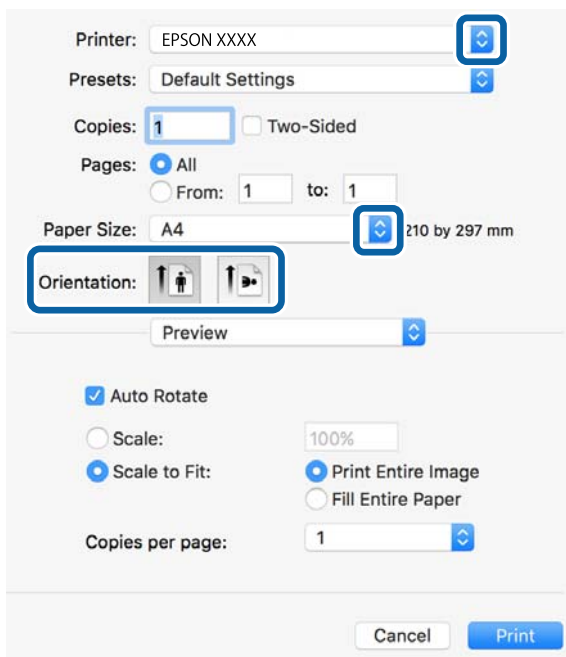 Printer: EPSON XXXX
Presets: Default Settings
Copies: 1 Two-Sided
Pages: All
From: 1 to: 1
Paper Size: A4 210 by 297 mm
Orientation:
Preview
Auto Rotate
Scale: 100%
Scale to Fit: Print Entire Image
Fill Entire Paper
Copies per page: 1
Cancel Print